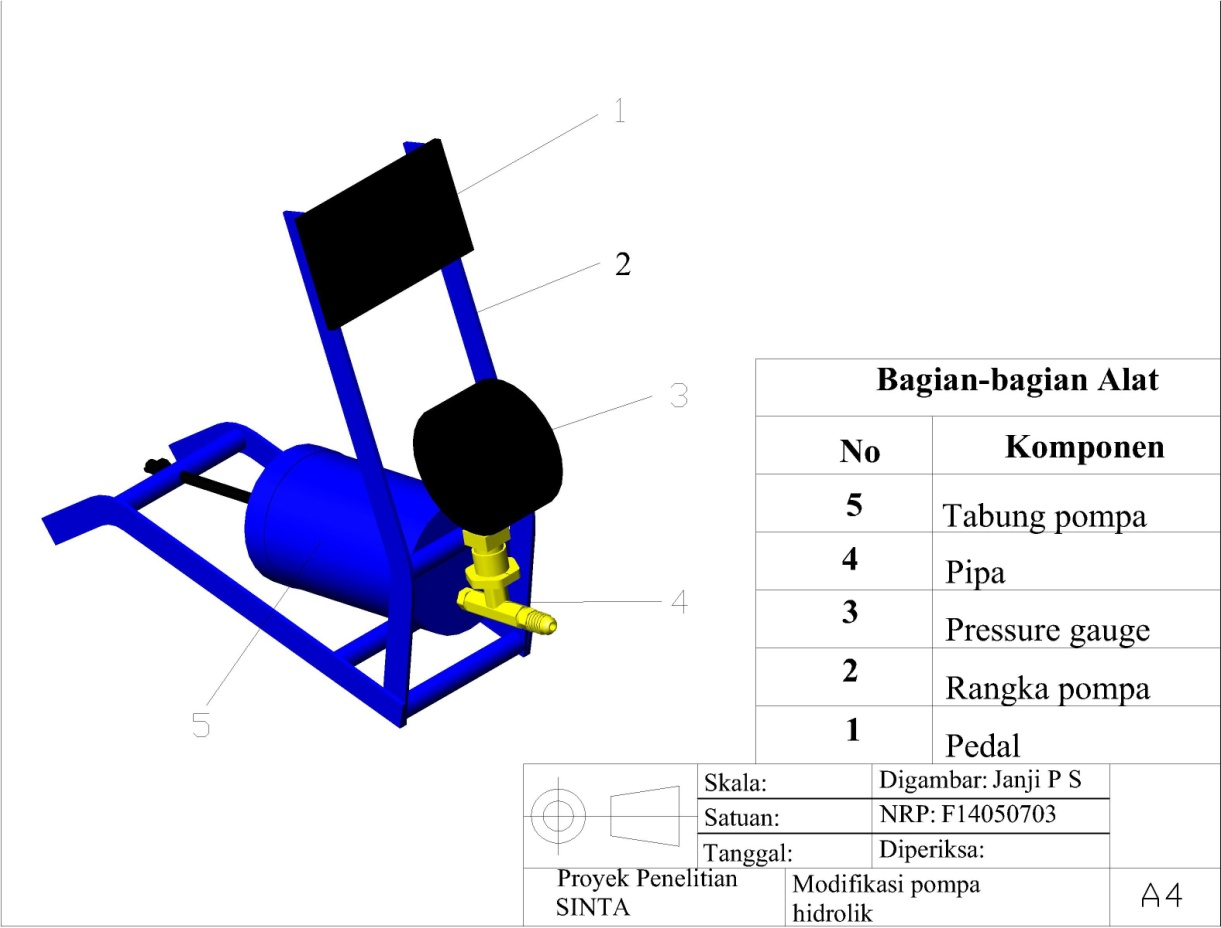 1
2
3
4
5
Bagian-bagian Alat
No Komponen
5 Tabung pompa
4 Pipa
3 Pressure gauge
2 Rangka pompa
1 Pedal
Skala: Digambar: Janji P S
Satuan: NRP: F14050703
Tanggal: Diperiksa:
Proyek Penelitian
SINTA
Modifikasi pompa
hidrolik
A4